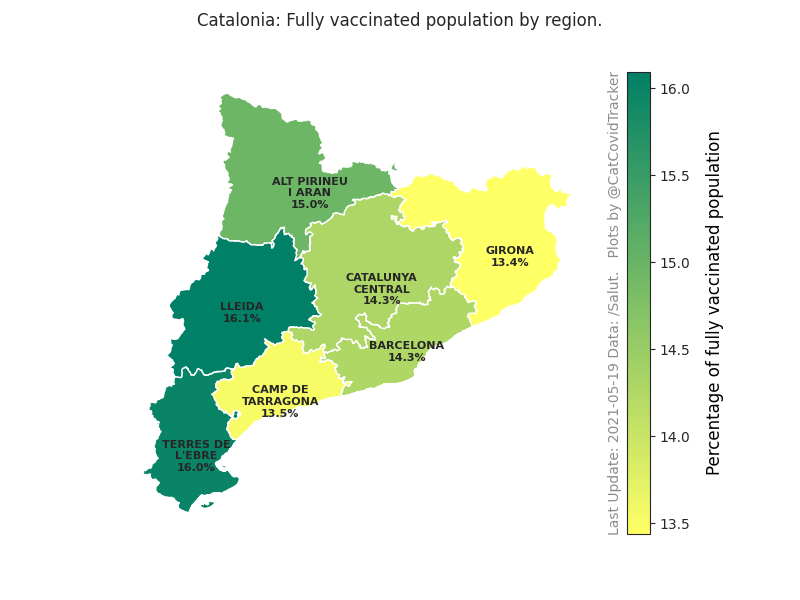 Catalonia: Fully vaccinated population by region.
ALT PIRINEU
I ARAN
15.0%
GIRONA
13.4%
CATALUNYA
CENTRAL
14.3%
LLEIDA
16.1%
BARCELONA
14.3%
CAMP DE
TARRAGONA
13.5%
TERRES DE
L'EBRE
16.0%
Last Update: 2021-05-19 Data: /Salut.   Plots by @CatCovidTracker
16.0
15.5
15.0
14.5
14.0
13.5
Percentage of fully vaccinated population